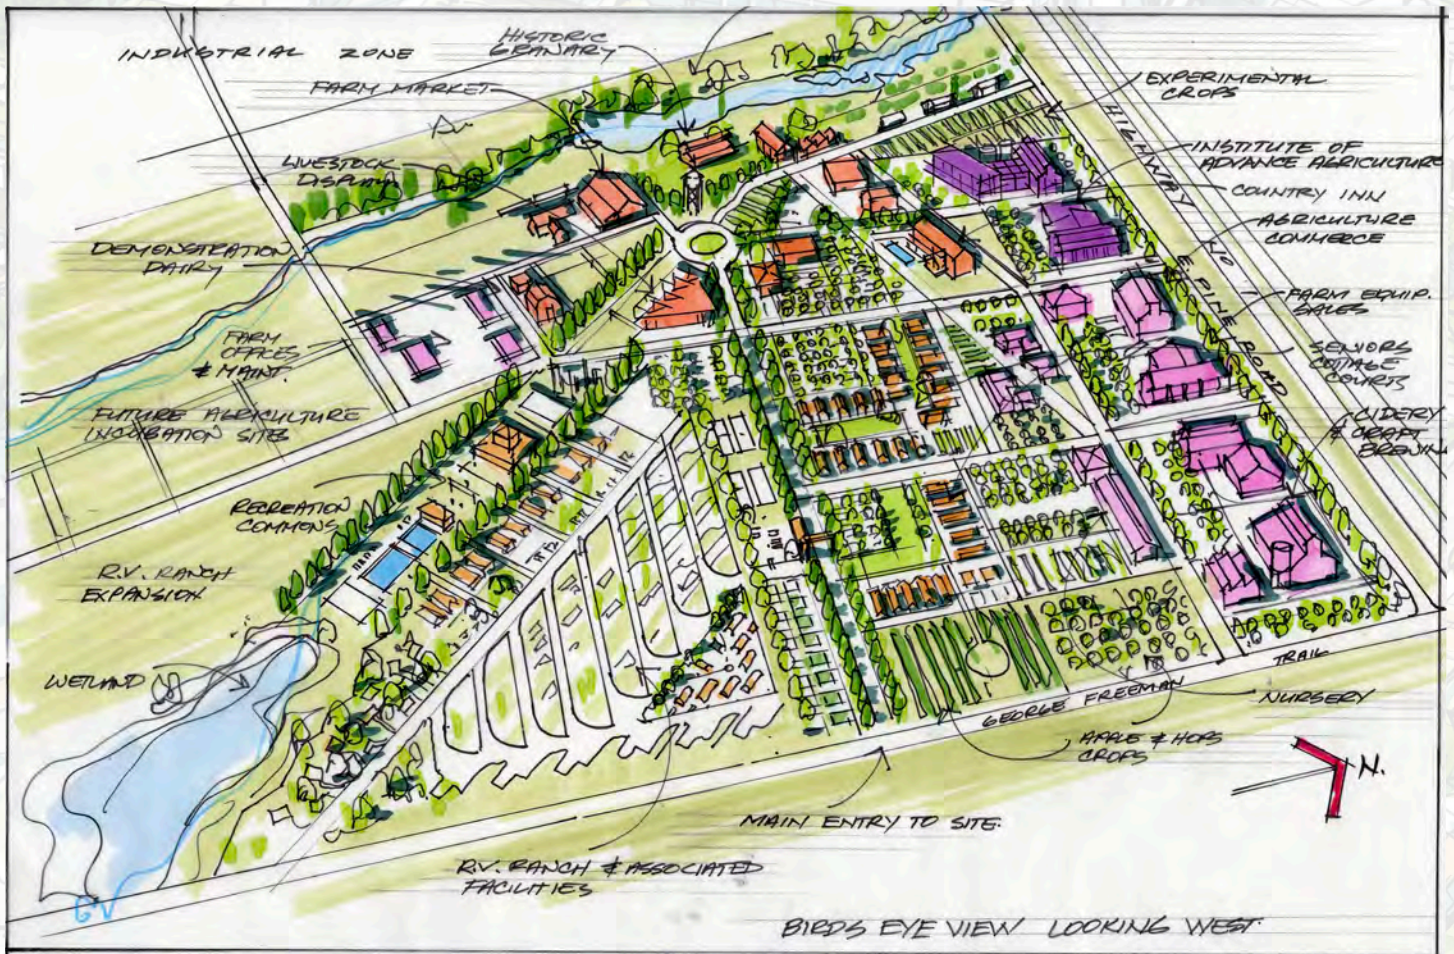 INDUSTRIAL ZONE
HISTORIC
GRANARY
FARM MARKET
LIVESTOCK
DISPLAY
DEMONSTRATION
DAIRY
FARM
OFFICES
& MAINT.
FUTURE AGRICULTURE
INCUBATION SITES
RECREATION
COMMONS
R.V. RANCH
EXPANSION
WETLAND
EXPERIMENTAL
CROPS
HIGHWAY TO
INSTITUTE OF
ADVANCE AGRICULTURE
COUNTRY INN
AGRICULTURE
COMMERCE
E. PINE ROAD
FARM EQUIP.
SALES
SENIORS
COTTAGE
COURTS
CIDERY
& CRAFT
BREWIN
TRAIL
GEORGE FREEMAN
NURSERY
APPLE & HOPS
CROPS
N.
MAIN ENTRY TO SITE.
R.V. RANCH & ASSOCIATED
FACILITIES
BIRDS EYE VIEW LOOKING WEST.